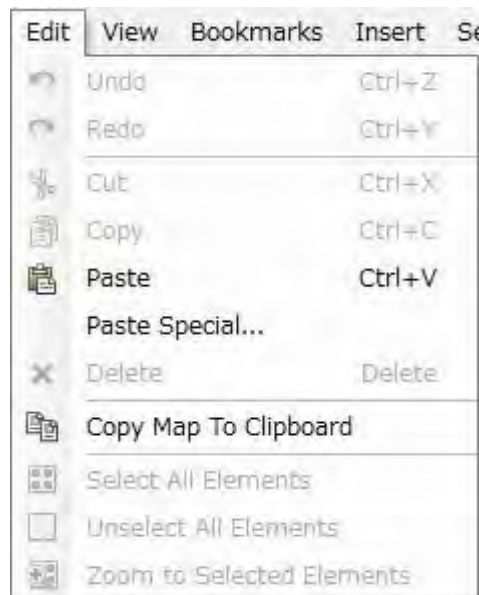 Edit View Bookmarks Insert Se
Undo Ctrl+Z
Redo Ctrl+Y
Cut Ctrl+X
Copy Ctrl+C
Paste Ctrl+V
Paste Special...
Delete Delete
Copy Map To Clipboard
Select All Elements
Unselect All Elements
Zoom to Selected Elements